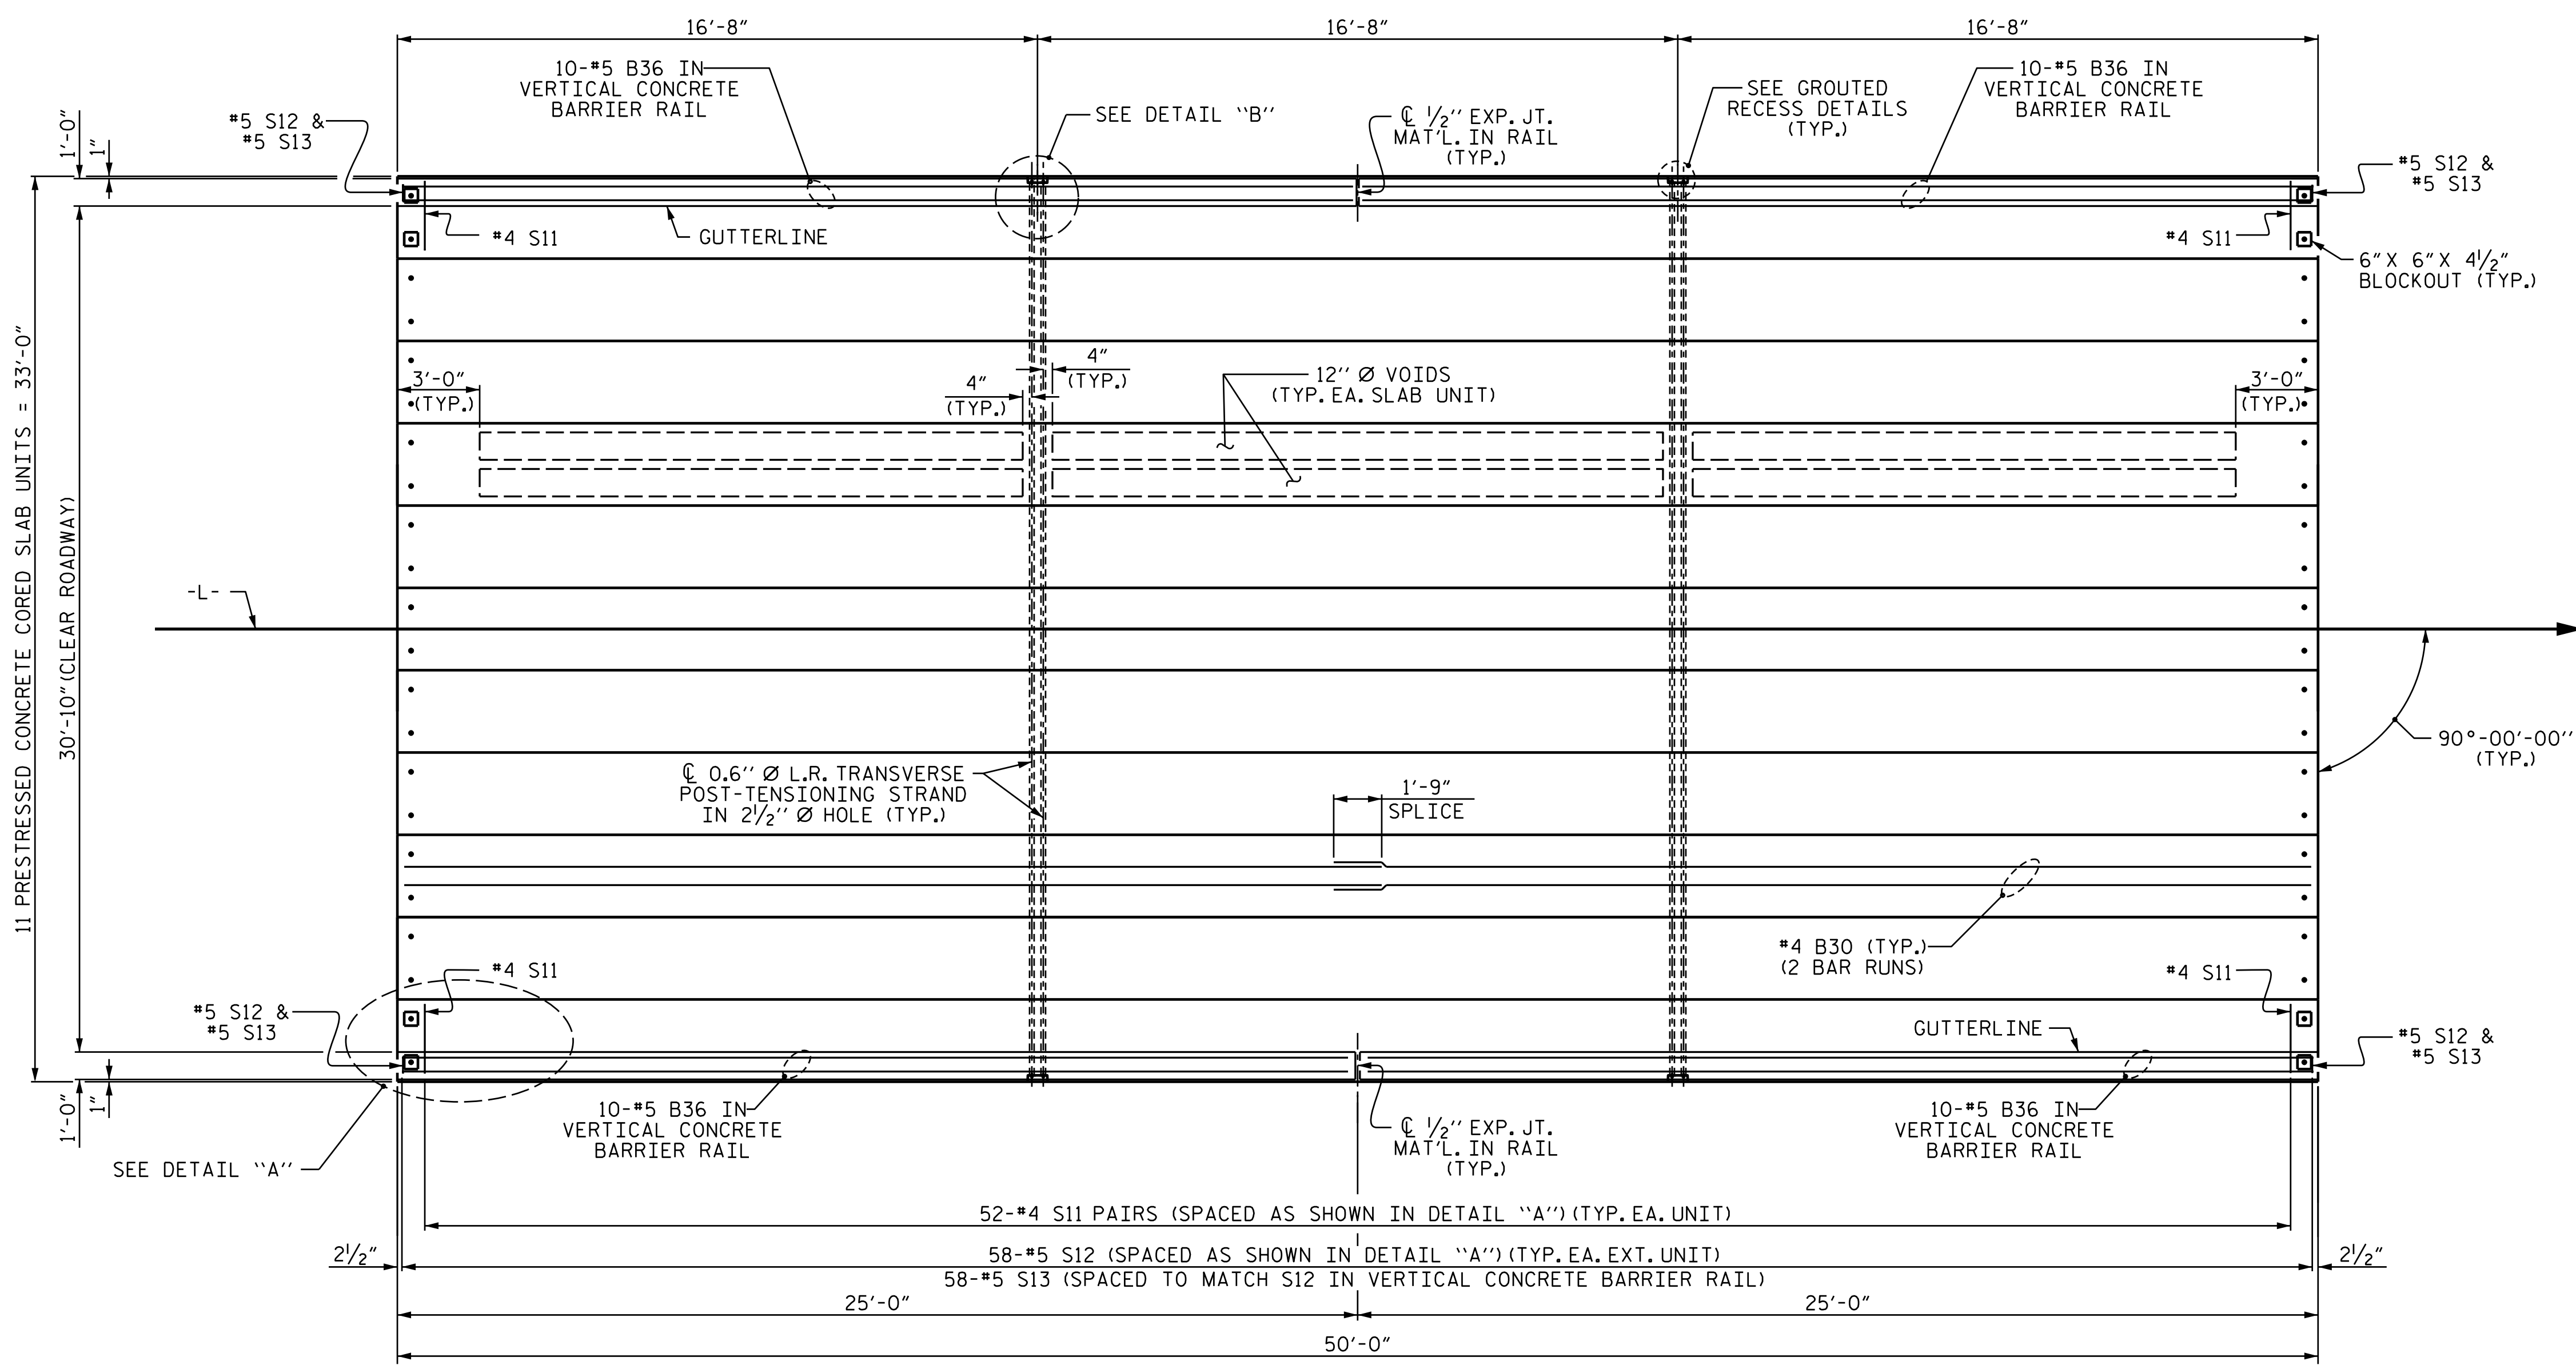 16'-8"
16'-8"
16'-8"
10-#5 B36 IN
VERTICAL CONCRETE
BARRIER RAIL
SEE DETAIL "B"
℄ 1/2" EXP. JT.
MAT'L. IN RAIL
(TYP.)
SEE GROUTED
RECESS DETAILS
(TYP.)
10-#5 B36 IN
VERTICAL CONCRETE
BARRIER RAIL
1'-0"
1"
#5 S12 &
#5 S13
#5 S12 &
#5 S13
#4 S11
GUTTERLINE
#4 S11
6" X 6" X 4 1/2"
BLOCKOUT (TYP.)
11 PRESTRESSED CONCRETE CORED SLAB UNITS = 33'-0"
30'-10" (CLEAR ROADWAY)
3'-0"
(TYP.)
4"
(TYP.)
4"
(TYP.)
12" Ø VOIDS
(TYP. EA. SLAB UNIT)
3'-0"
(TYP.)
-L-
90°-00'-00"
(TYP.)
℄ 0.6" Ø L.R. TRANSVERSE
POST-TENSIONING STRAND
IN 2 1/2" Ø HOLE (TYP.)
1'-9"
SPLICE
#4 B30 (TYP.)
(2 BAR RUNS)
#4 S11
#4 S11
#5 S12 &
#5 S13
GUTTERLINE
#5 S12 &
#5 S13
1'-0"
1"
10-#5 B36 IN
VERTICAL CONCRETE
BARRIER RAIL
℄ 1/2" EXP. JT.
MAT'L. IN RAIL
(TYP.)
10-#5 B36 IN
VERTICAL CONCRETE
BARRIER RAIL
SEE DETAIL "A"
52-#4 S11 PAIRS (SPACED AS SHOWN IN DETAIL "A") (TYP. EA. UNIT)
2 1/2"
58-#5 S12 (SPACED AS SHOWN IN DETAIL "A") (TYP. EA. EXT. UNIT)
2 1/2"
58-#5 S13 (SPACED TO MATCH S12 IN VERTICAL CONCRETE BARRIER RAIL)
25'-0"
25'-0"
50'-0"